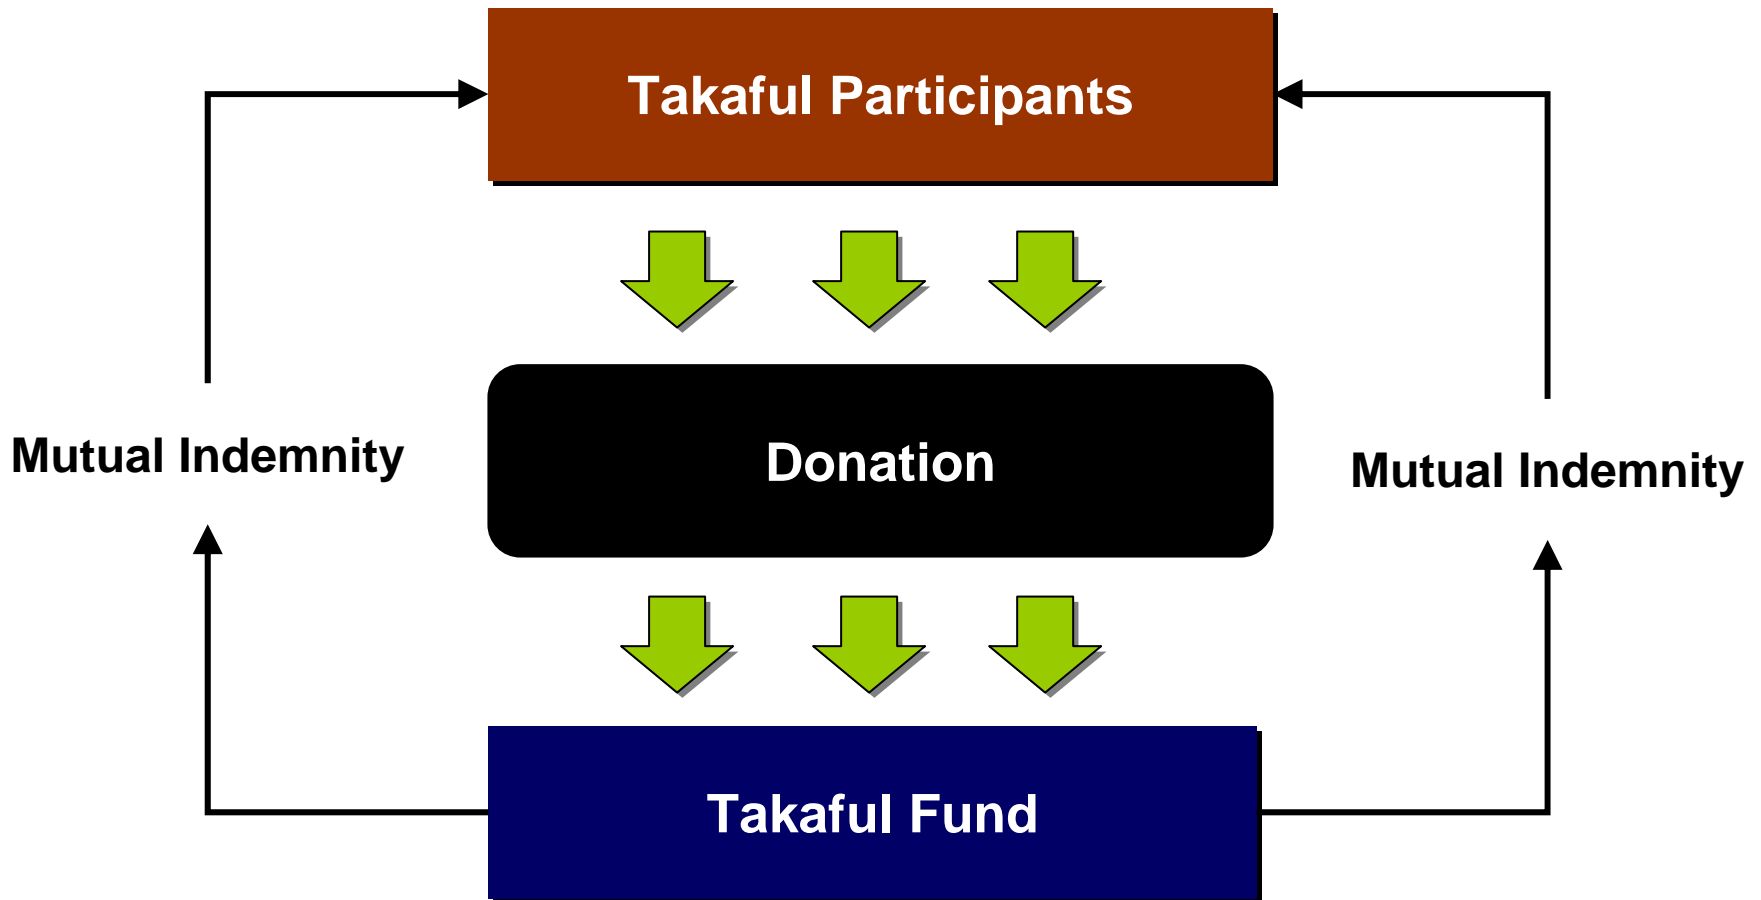 Takaful Participants
Mutual Indemnity
Donation
Mutual Indemnity
Takaful Fund